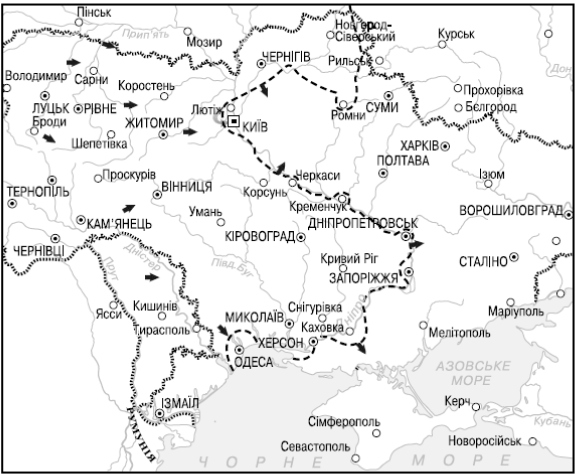 Пінськ
Мозир
Прип'ять
Новгород-
Сіверський
Курськ
Рильськ
ЧЕРНІГІВ
Дон
Володимир
Сарни
Коростень
Прохорівка
Бєлгород
ЛУЦЬК
РІВНЕ
Лютіж
Ромни
СУМИ
Броди
ЖИТОМИР
КИЇВ
Шепетівка
ХАРКІВ
ПОЛТАВА
Проскурів
Черкаси
Ізюм
ТЕРНОПІЛЬ
ВІННИЦЯ
Корсунь
Кременчук
КАМ'ЯНЕЦЬ
Умань
ДНІПРОПЕТРОВСЬК
ВОРОШИЛОВГРАД
ЧЕРНІВЦІ
КІРОВОГРАД
Дністер
Прут
Півд.Буг
Кривий Ріг
СТАЛІНО
ЗАПОРІЖЖЯ
Ясси
Кишинів
Снігурівка
Дніпро
Маріуполь
Тирасполь
МИКОЛАЇВ
Каховка
Мелітополь
ХЕРСОН
ОДЕСА
АЗОВСЬКЕ
МОРЕ
ІЗМАЇЛ
Керч
РУМУНІЯ
Сімферополь
Кубань
Севастополь
Новоросійськ
ЧОРНЕ МОРЕ